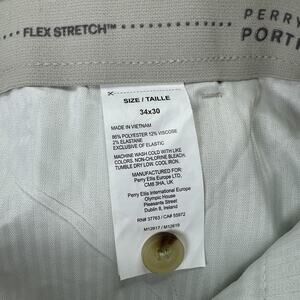 FLEX STRETCH™
PERRY
PORT
SIZE / TAILLE
34x30
MADE IN VIETNAM
86% POLYESTER 12% VISCOSE
2% ELASTANE
EXCLUSIVE OF ELASTIC
MACHINE WASH COLD WITH LIKE
COLORS, NON-CHLORINE BLEACH,
TUMBLE DRY LOW, COOL IRON.
Manufactured For
Perry Ellis Europe LTD,
CM8 3HA, UK
Perry Ellis International Europe
Olympic House
Pleasants Street
Dublin 8, Ireland
RN# 37763 / CA# 55972
M12617 / M12619